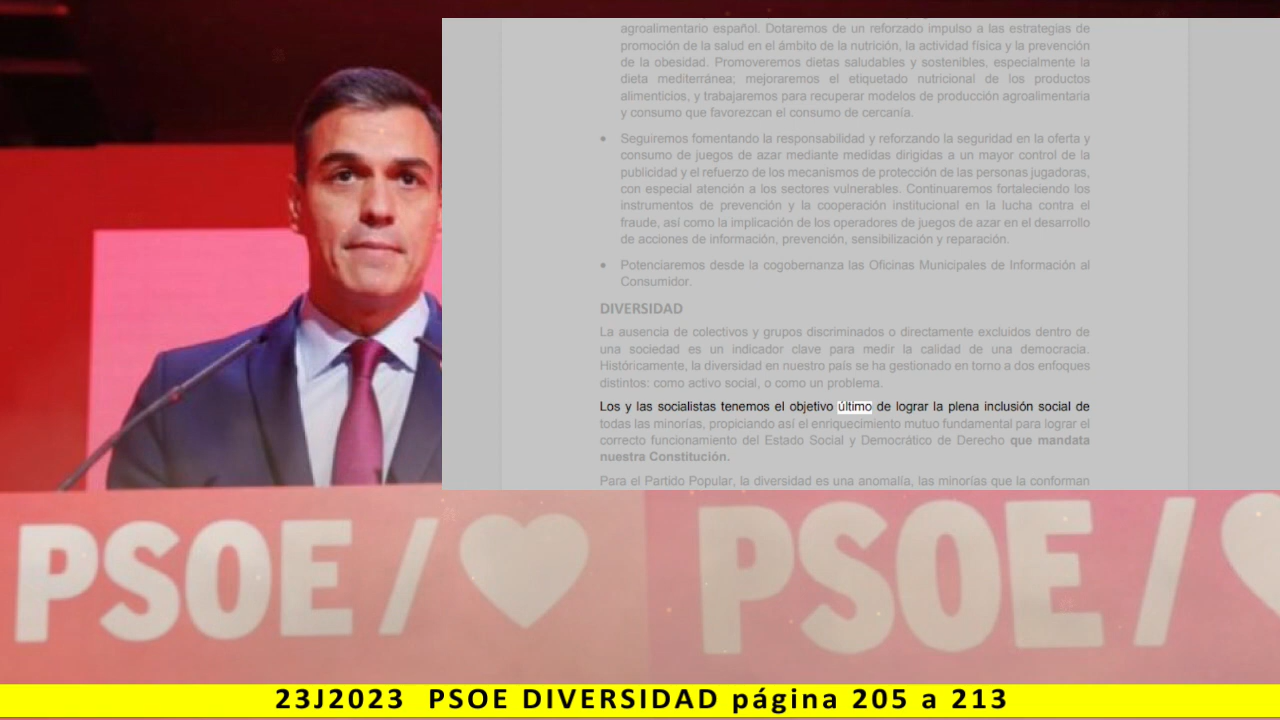 agroalimentario español. Dotaremos de un reforzado impulso a las estrategias de
promoción de la salud en el ámbito de la nutrición, la actividad física y la prevención
de la obesidad. Promoveremos dietas saludables y sostenibles, especialmente la
dieta mediterránea; mejoraremos el etiquetado nutricional de los productos
alimenticios, y trabajaremos para recuperar modelos de producción agroalimentaria
y consumo que favorezcan el consumo de cercanía.
• Seguiremos fomentando la responsabilidad y reforzando la seguridad en la oferta y
consumo de juegos de azar mediante medidas dirigidas a un mayor control de la
publicidad y el refuerzo de los mecanismos de protección de las personas jugadoras,
con especial atención a los sectores vulnerables. Continuaremos fortaleciendo los
instrumentos de prevención y la cooperación institucional en la lucha contra el
fraude, así como la implicación de los operadores de juegos de azar en el desarrollo
de acciones de información, prevención, sensibilización y reparación.
• Potenciaremos desde la cogobernanza las Oficinas Municipales de Información al
Consumidor.
DIVERSIDAD
La ausencia de colectivos y grupos discriminados o directamente excluidos dentro de
una sociedad es un indicador clave para medir la calidad de una democracia.
Históricamente, la diversidad en nuestro país se ha gestionado en torno a dos enfoques
distintos: como activo social, o como un problema.
Los y las socialistas tenemos el objetivo último de lograr la plena inclusión social de
todas las minorías, propiciando así el enriquecimiento mutuo fundamental para lograr el
correcto funcionamiento del Estado Social y Democrático de Derecho que mandata
nuestra Constitución.
Para el Partido Popular, la diversidad es una anomalía, las minorías que la conforman
PSOE / PSOE /
23J2023 PSOE DIVERSIDAD página 205 a 213